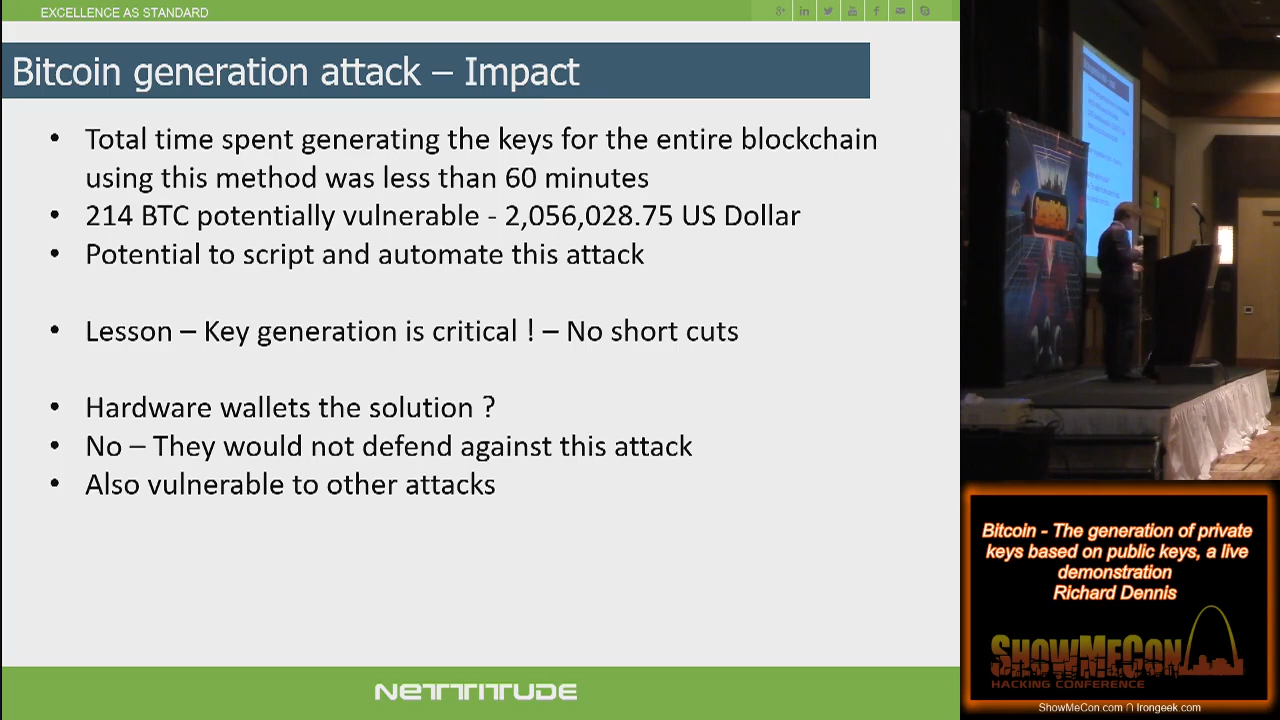 EXCELLENCE AS STANDARD
Bitcoin generation attack – Impact
• Total time spent generating the keys for the entire blockchain
using this method was less than 60 minutes
• 214 BTC potentially vulnerable - 2,056,028.75 US Dollar
• Potential to script and automate this attack
• Lesson – Key generation is critical ! – No short cuts
• Hardware wallets the solution ?
• No – They would not defend against this attack
• Also vulnerable to other attacks
NETTITUDE
Bitcoin - The generation of private
keys based on public keys, a live
demonstration
Richard Dennis
SHOWMECON
HACKING CONFERENCE
ShowMeCon.com ∩ Irongeek.com